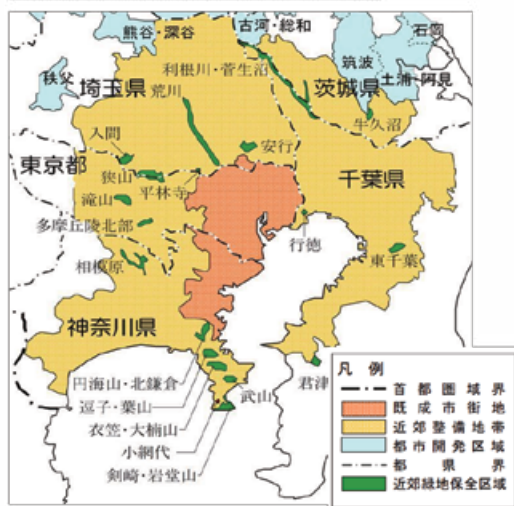 熊谷・深谷
古河・総和
石岡
筑波
土浦・阿見
秩父
埼玉県
利根川・菅生沼
茨城県
荒川
牛久沼
入間
安行
東京都
狭山
平林寺
千葉県
滝山
多摩丘陵北部
行徳
東千葉
相模原
神奈川県
円海山・北鎌倉
逗子・葉山
武山
君津
衣笠・大楠山
小網代
剣崎・岩堂山
凡例
首都圏域界
既成市街地
近郊整備地帯
都市開発区域
都県界
近郊緑地保全区域